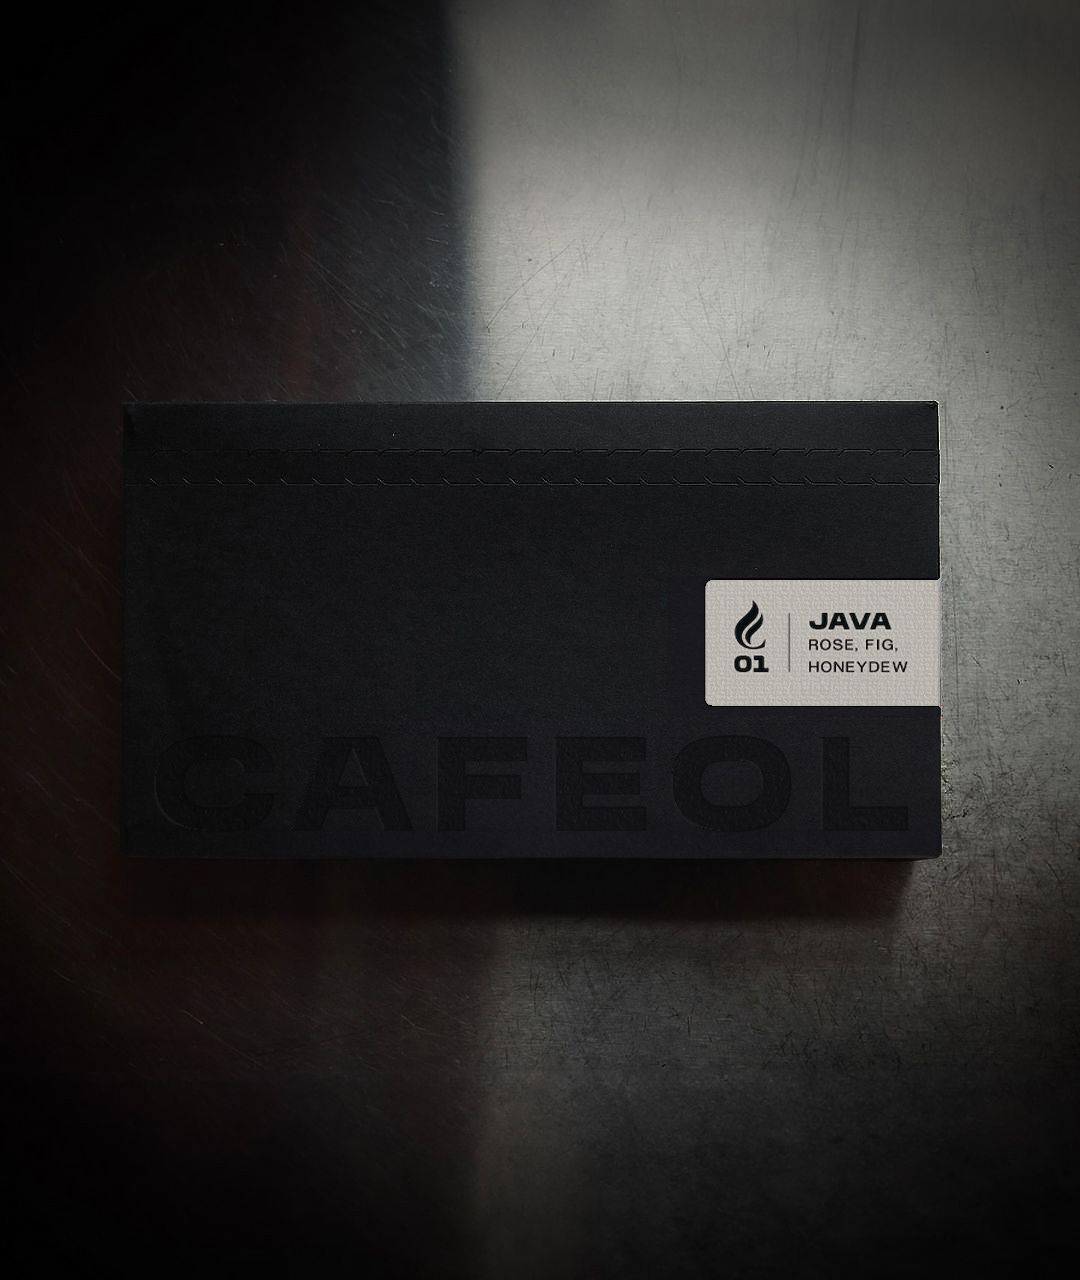 JAVA
ROSE, FIG,
HONEYDEW
01
CAFEOL